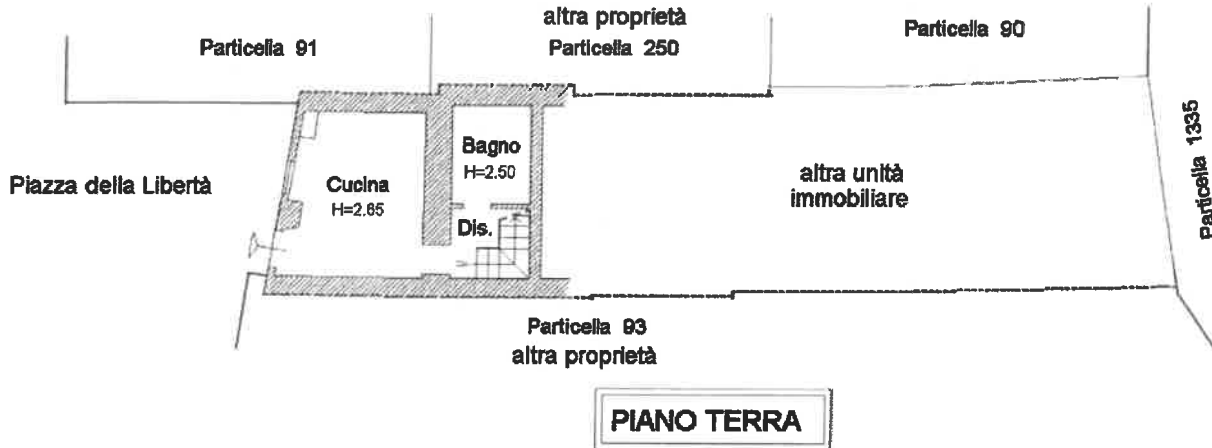 altra proprietà
Particella 91
Particella 250
Particella 90
Particella 1335
Piazza della Libertà
Cucina
H=2.65
Bagno
H=2.50
Dis.
altra unità
immobiliare
Particella 93
altra proprietà
PIANO TERRA